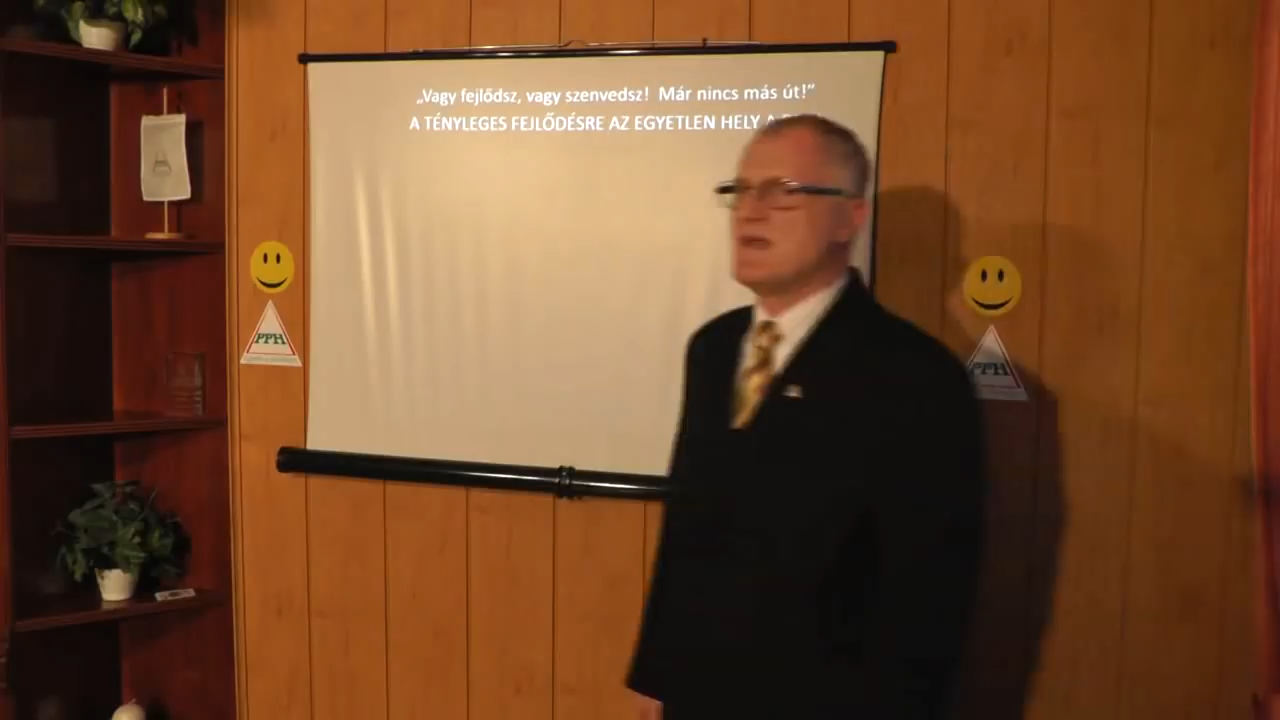 „Vagy fejlődsz, vagy szenvedsz! Már nincs más út!”
A TÉNYLEGES FEJLŐDÉSRE AZ EGYETLEN HELY A
PPH
PPH